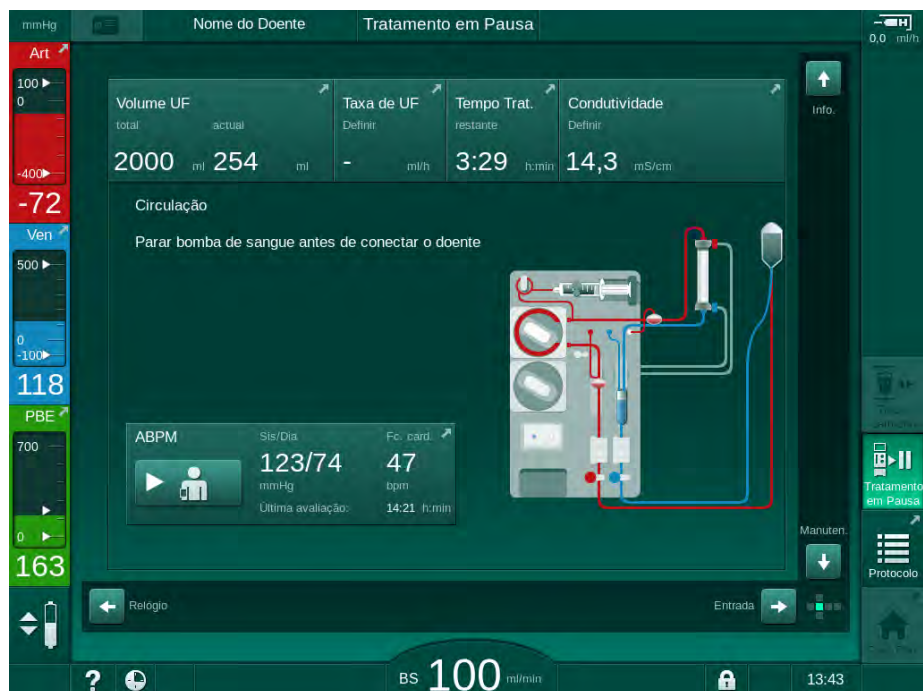 mmHg
Nome do Doente
Tratamento em Pausa
0,0 ml/h
Art
100
0
-400
-72
Ven
500
0
-100
118
PBE
700
0
163
Volume UF
total actual
2000 ml 254 ml
Taxa de UF
Definir
- ml/h
Tempo Trat.
restante
3:29 h:min
Condutividade
Definir
14,3 mS/cm
Info.
Circulação
Parar bomba de sangue antes de conectar o doente
ABPM
Sis/Dia
Fc. card.
123/74
47
mmHg
bpm
Última avaliação:
14:21 h:min
Manuten.
Tratamento
em Pausa
Protocolo
Relógio
Entrada
?
BS 100 ml/min
13:43